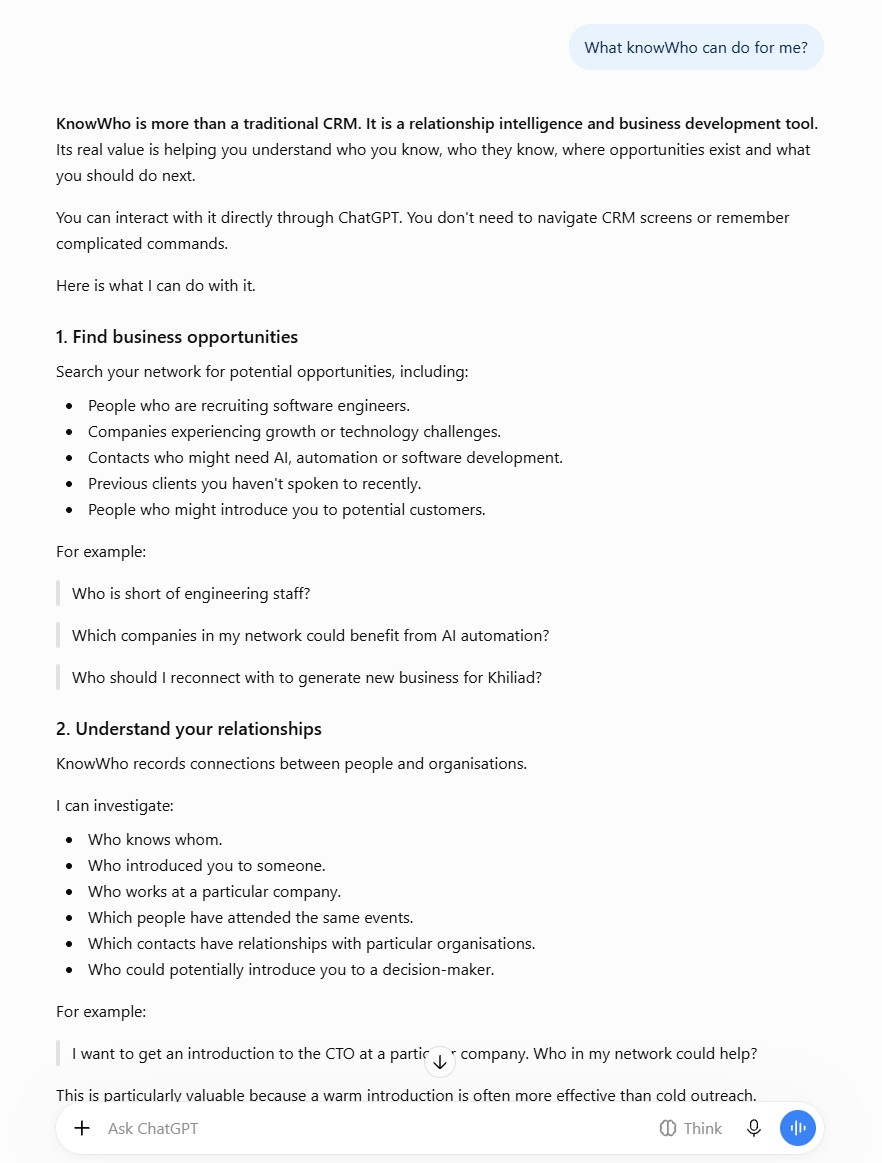 What knowWho can do for me?
KnowWho is more than a traditional CRM. It is a relationship intelligence and business development tool.
Its real value is helping you understand who you know, who they know, where opportunities exist and what
you should do next.
You can interact with it directly through ChatGPT. You don't need to navigate CRM screens or remember
complicated commands.
Here is what I can do with it.
1. Find business opportunities
Search your network for potential opportunities, including:
• People who are recruiting software engineers.
• Companies experiencing growth or technology challenges.
• Contacts who might need AI, automation or software development.
• Previous clients you haven't spoken to recently.
• People who might introduce you to potential customers.
For example:
Who is short of engineering staff?
Which companies in my network could benefit from AI automation?
Who should I reconnect with to generate new business for Khiliad?
2. Understand your relationships
KnowWho records connections between people and organisations.
I can investigate:
• Who knows whom.
• Who introduced you to someone.
• Who works at a particular company.
• Which people have attended the same events.
• Which contacts have relationships with particular organisations.
• Who could potentially introduce you to a decision-maker.
For example:
I want to get an introduction to the CTO at a company. Who in my network could help?
This is particularly valuable because a warm introduction is often more effective than cold outreach.
Ask ChatGPT
Think